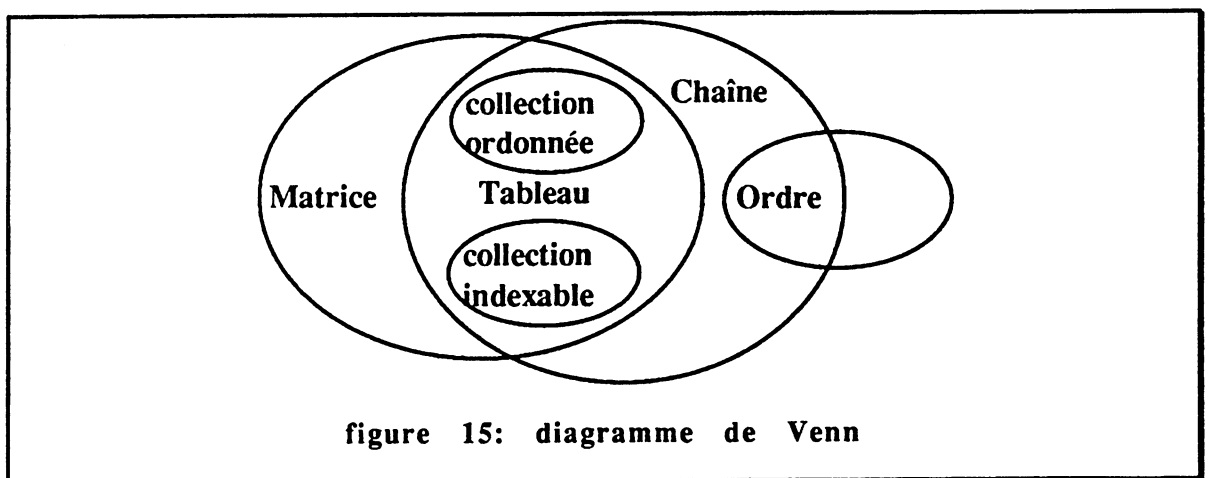 collection
ordonnée
Chaîne
Matrice
Tableau
Ordre
collection
indexable
figure 15: diagramme de Venn